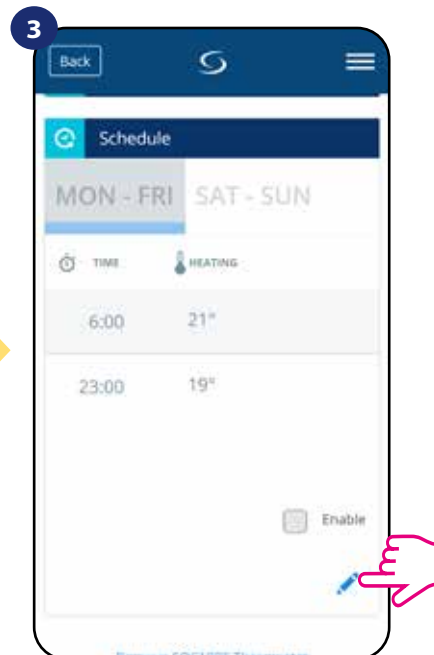 3
Back
Schedule
MON - FRI SAT - SUN
TIME HEATING
6:00 21°
23:00 19°
Enable